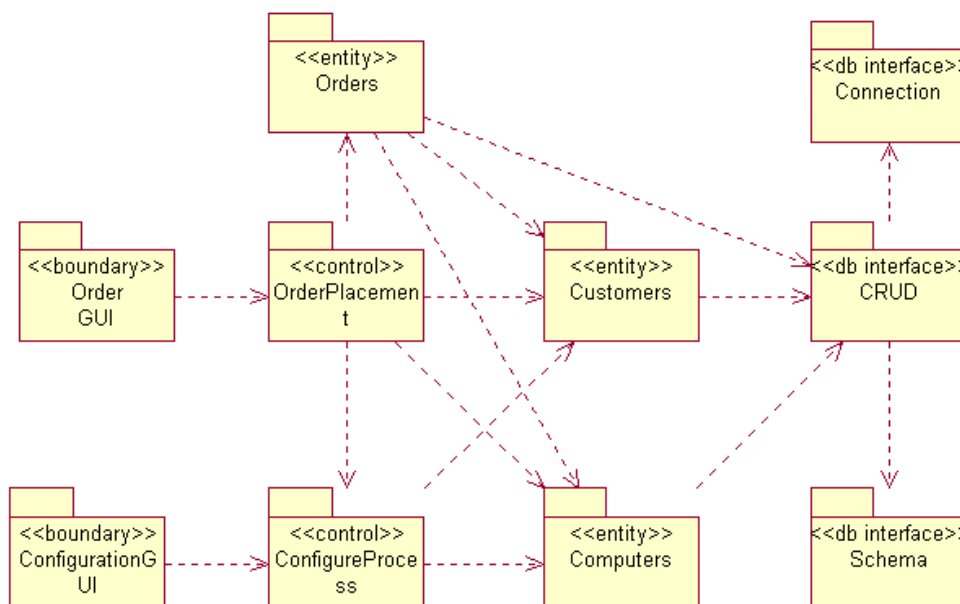 <<entity>>
Orders
<<db interface>>
Connection
<<boundary>>
Order
GUI
<<control>>
OrderPlacemen
t
<<entity>>
Customers
<<db interface>>
CRUD
<<boundary>>
ConfigurationG
UI
<<control>>
ConfigureProce
ss
<<entity>>
Computers
<<db interface>>
Schema